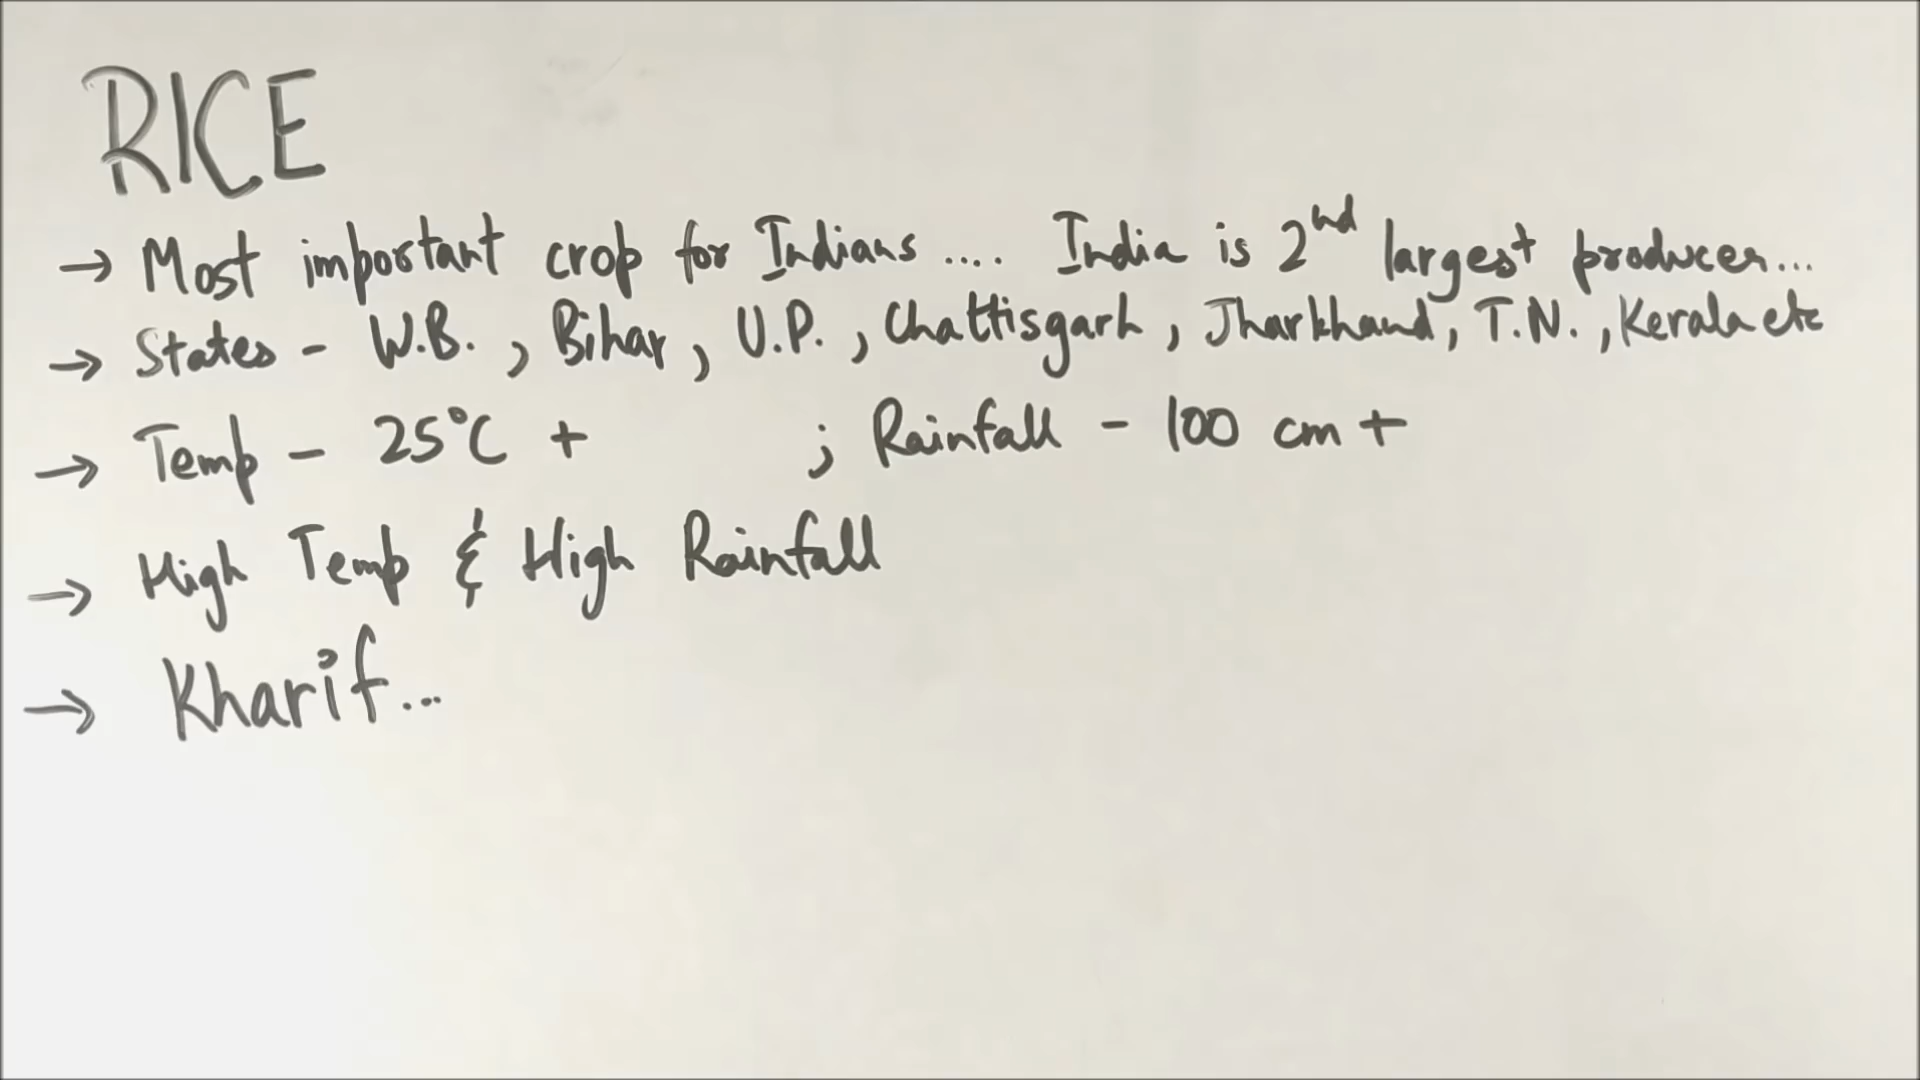 RICE
→ Most important crop for Indians .... India is 2nd largest producer...
→ States - W.B. , Bihar, U.P. , Chattisgarh , Jharkhand, T.N. , Kerala etc
→ Temp - 25°C + ; Rainfall - 100 cm +
→ High Temp & High Rainfall
→ Kharif...